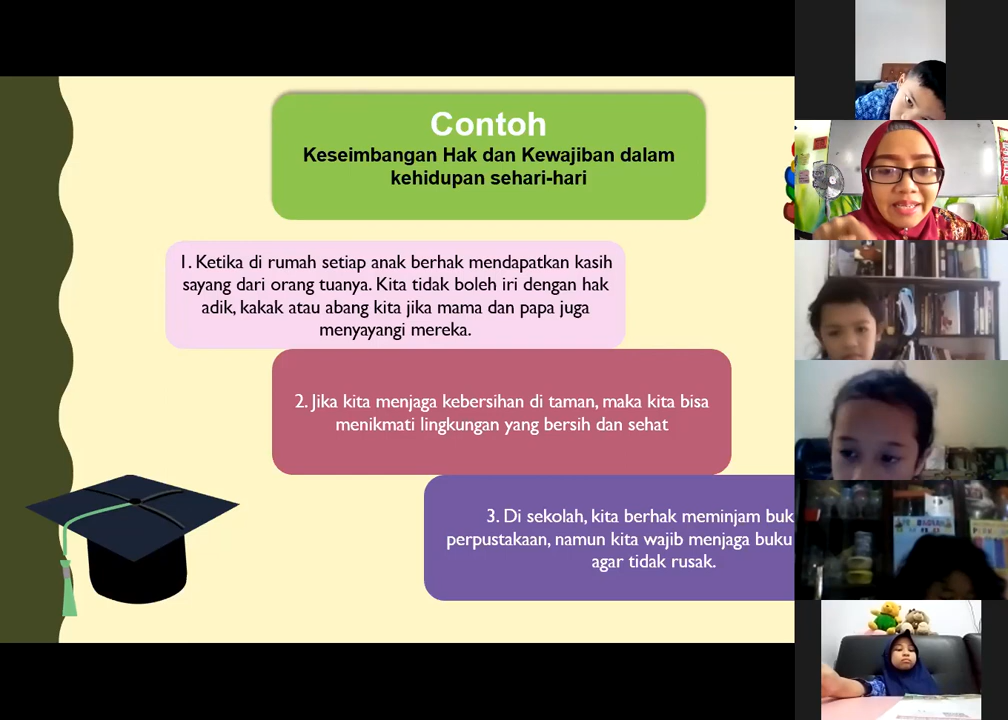 Contoh
Keseimbangan Hak dan Kewajiban dalam
kehidupan sehari-hari
1. Ketika di rumah setiap anak berhak mendapatkan kasih
sayang dari orang tuanya. Kita tidak boleh iri dengan hak
adik, kakak atau abang kita jika mama dan papa juga
menyayangi mereka.
2. Jika kita menjaga kebersihan di taman, maka kita bisa
menikmati lingkungan yang bersih dan sehat
3. Di sekolah, kita berhak meminjam buk
perpustakaan, namun kita wajib menjaga buku
agar tidak rusak.